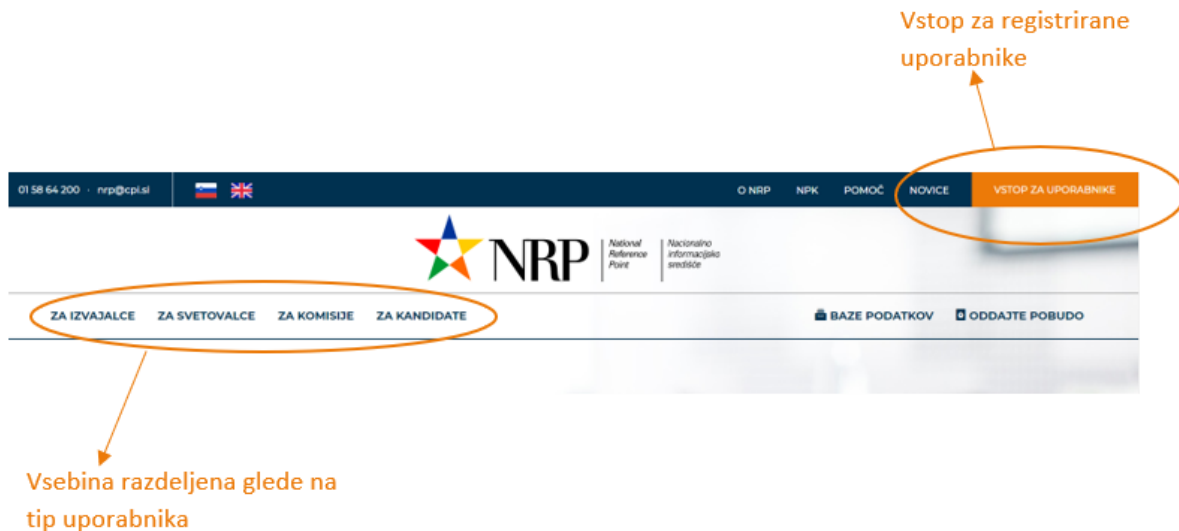 Vstop za registrirane
uporabnike
01 58 64 200 · nrp@cpi.si
O NRP NPK POMOČ NOVICE VSTOP ZA UPORABNIKE
NRP
National
Reference
Point
Nacionalno
informacijsko
središče
ZA IZVAJALCE ZA SVETOVALCE ZA KOMISIJE ZA KANDIDATE BAZE PODATKOV ODDAJTE POBUDO
Vsebina razdeljena glede na
tip uporabnika